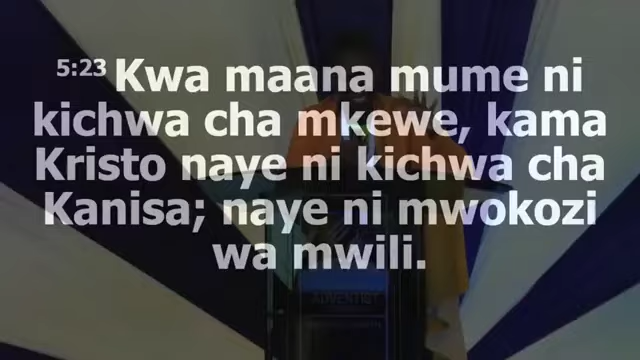 5:23 Kwa maana mume ni
kichwa cha mkewe, kama
Kristo naye ni kichwa cha
Kanisa; naye ni mwokozi
wa mwili.
ADVENTIST